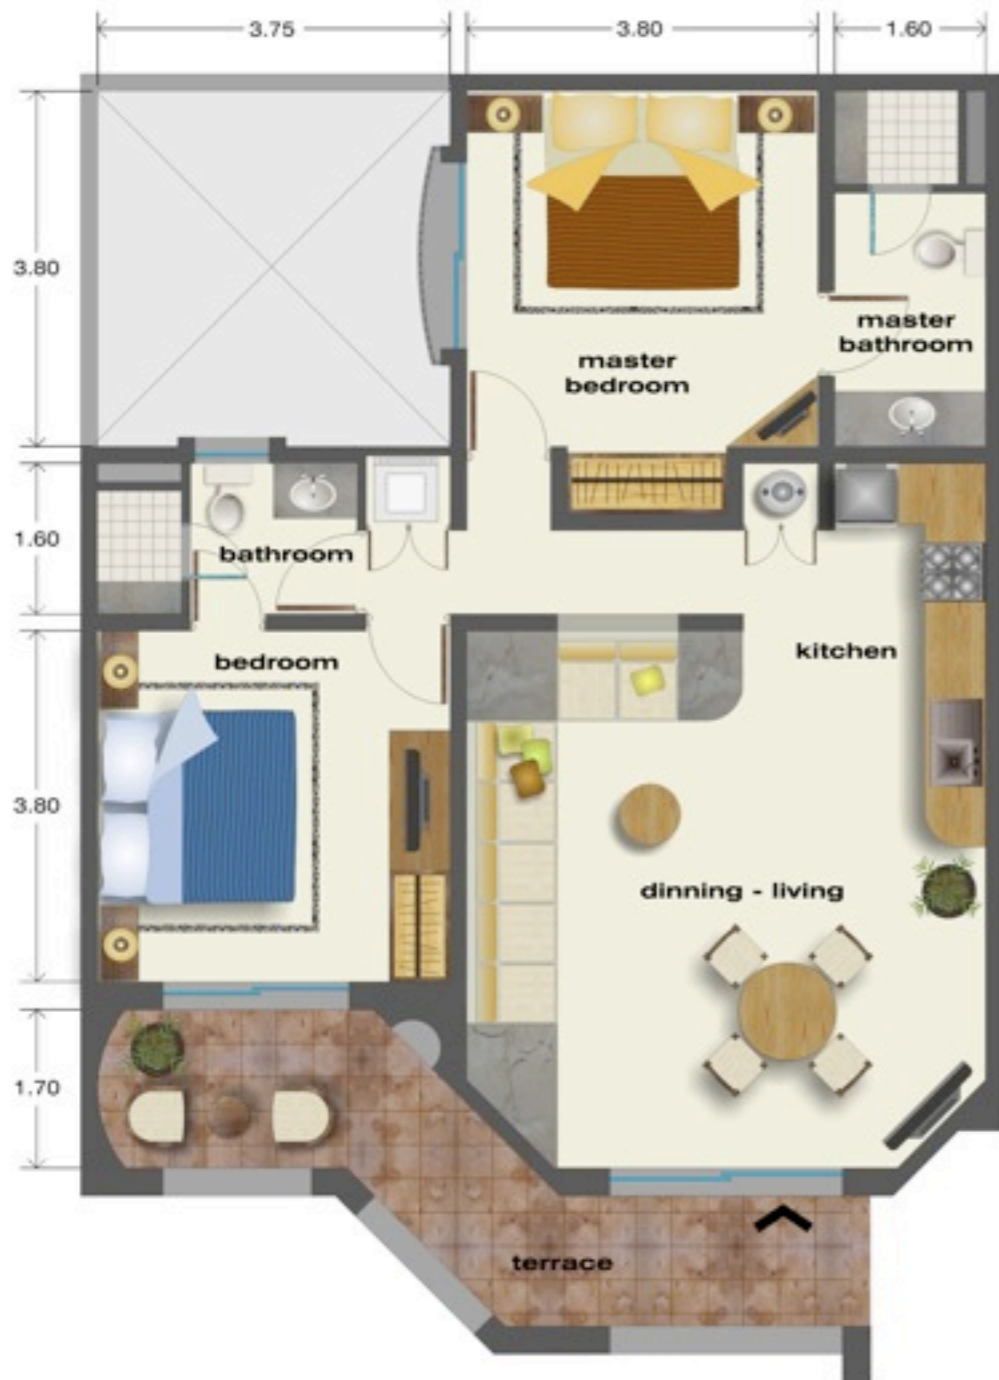 3.75
3.80
1.60
3.80
master
bathroom
master
bedroom
1.60
bathroom
kitchen
bedroom
3.80
dinning - living
1.70
terrace